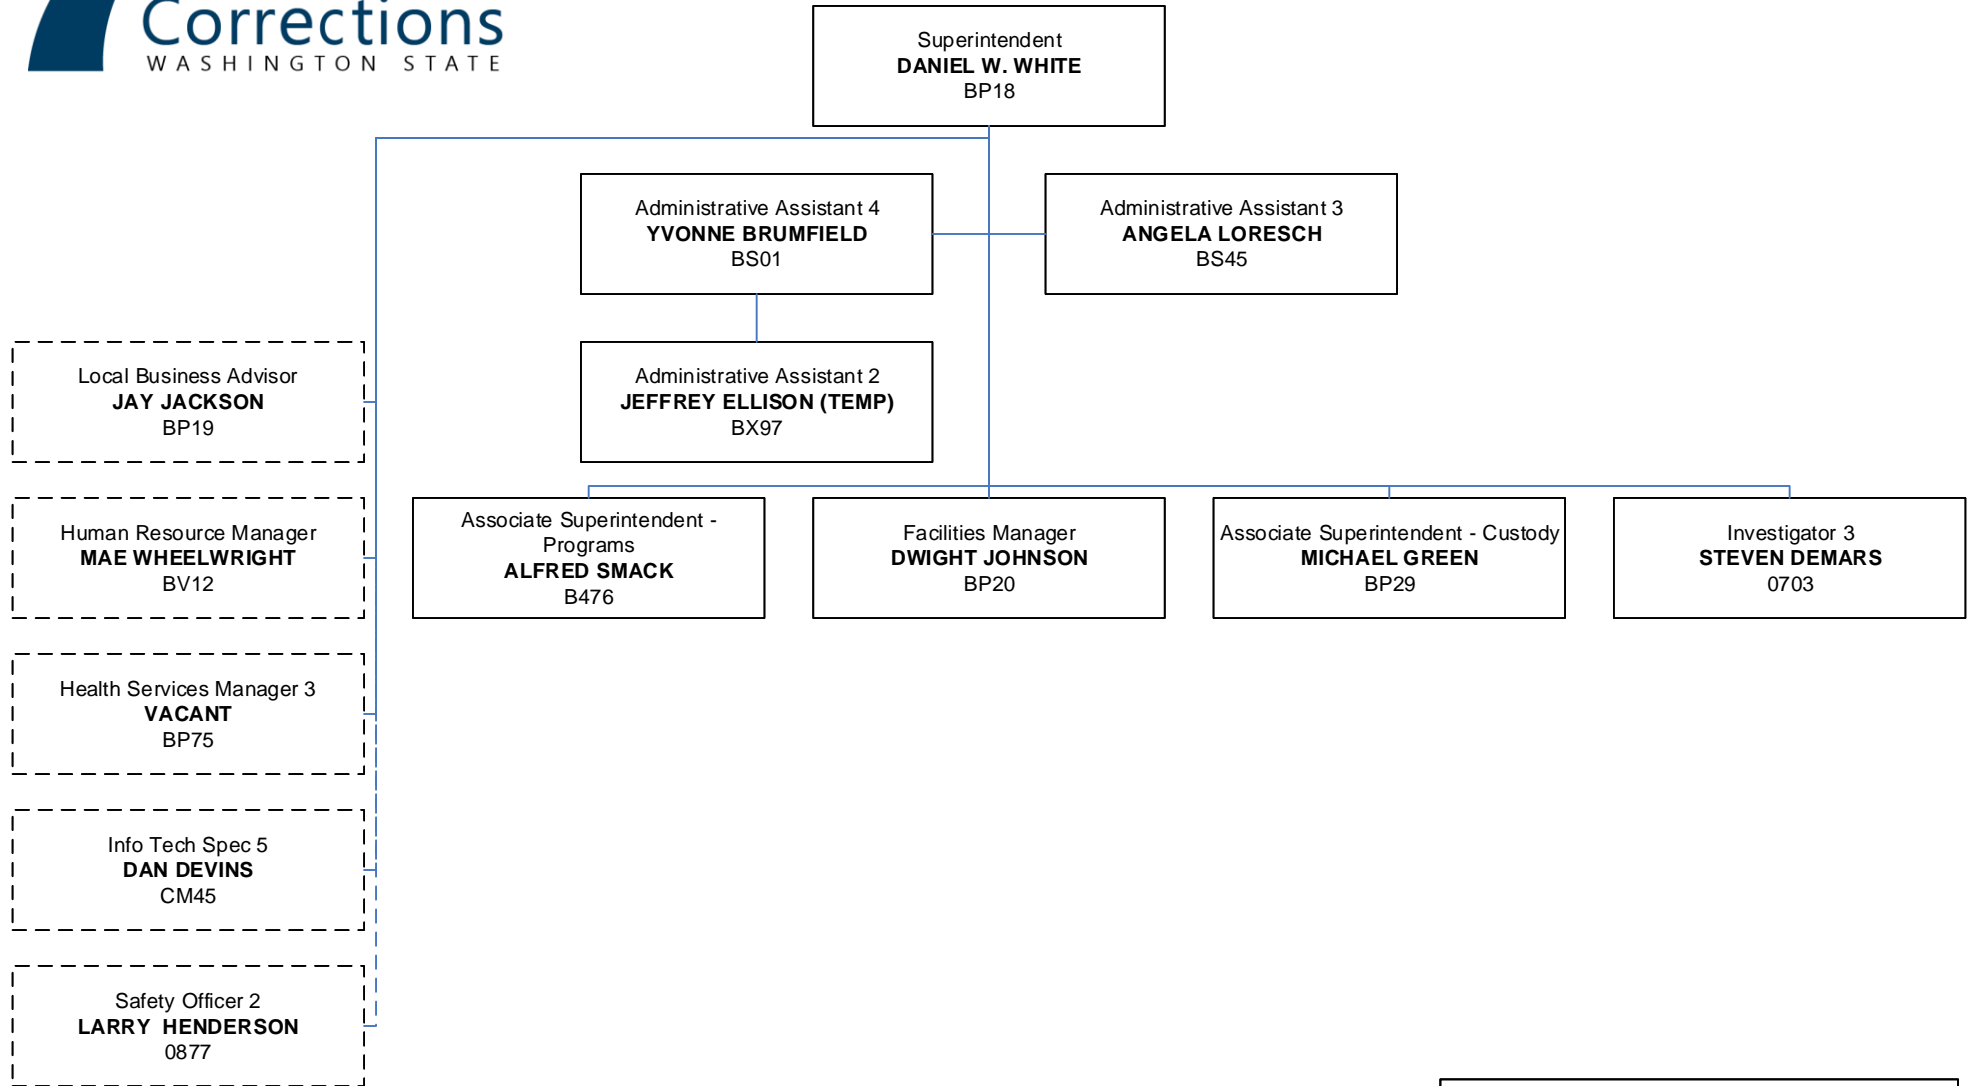 Corrections
WASHINGTON STATE
Superintendent
DANIEL W. WHITE
BP18
Administrative Assistant 4
YVONNE BRUMFIELD
BS01
Administrative Assistant 3
ANGELA LORESCH
BS45
Local Business Advisor
JAY JACKSON
BP19
Administrative Assistant 2
JEFFREY ELLISON (TEMP)
BX97
Human Resource Manager
MAE WHEELWRIGHT
BV12
Associate Superintendent -
Programs
ALFRED SMACK
B476
Facilities Manager
DWIGHT JOHNSON
BP20
Associate Superintendent - Custody
MICHAEL GREEN
BP29
Investigator 3
STEVEN DEMARS
0703
Health Services Manager 3
VACANT
BP75
Info Tech Spec 5
DAN DEVINS
CM45
Safety Officer 2
LARRY  HENDERSON
0877